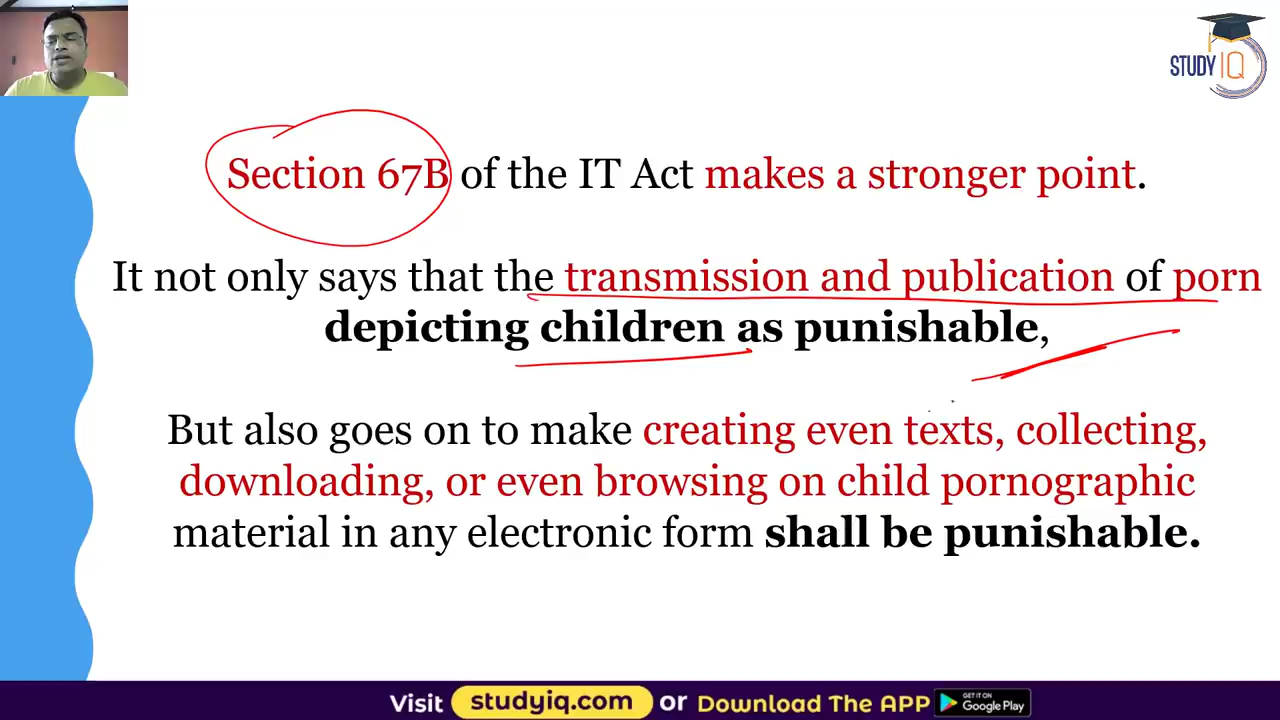 STUDY IQ
Section 67B of the IT Act makes a stronger point.
It not only says that the transmission and publication of porn
depicting children as punishable,
But also goes on to make creating even texts, collecting,
downloading, or even browsing on child pornographic
material in any electronic form shall be punishable.
Visit studyiq.com or Download The APP GET IT ON Google Play